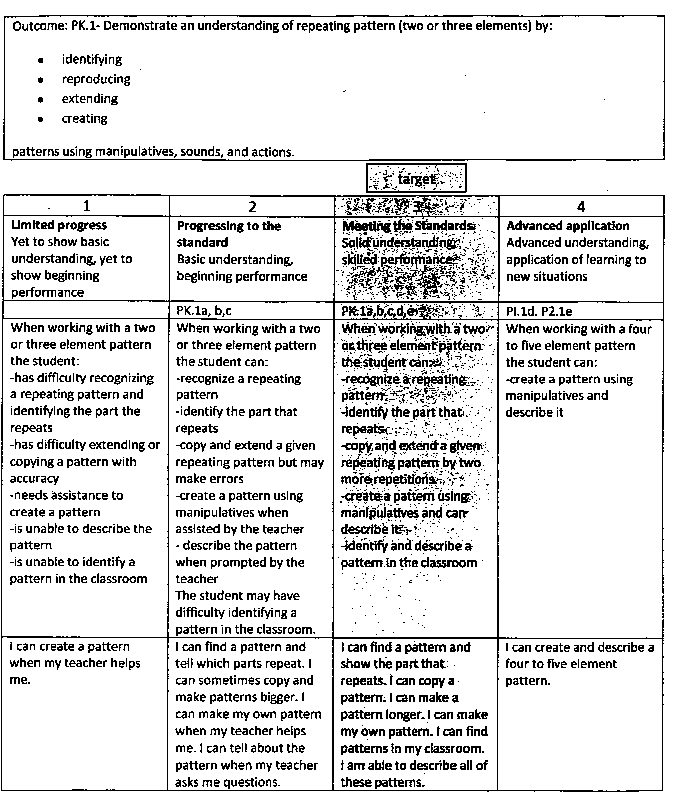 Outcome: PK.1- Demonstrate an understanding of repeating pattern (two or three elements) by:
• identifying
• reproducing
• extending
• creating
patterns using manipulatives, sounds, and actions.
target
1
Limited progress
Yet to show basic
understanding, yet to
show beginning
performance
When working with a two
or three element pattern
the student:
-has difficulty recognizing
a repeating pattern and
identifying the part the
repeats
-has difficulty extending or
copying a pattern with
accuracy
-needs assistance to
create a pattern
-is unable to describe the
pattern
-is unable to identify a
pattern in the classroom
I can create a pattern
when my teacher helps
me.
2
Progressing to the
standard
Basic understanding,
beginning performance
PK.1a, b,c
When working with a two
or three element pattern
the student can:
-recognize a repeating
pattern
-identify the part that
repeats
-copy and extend a given
repeating pattern but may
make errors
-create a pattern using
manipulatives when
assisted by the teacher
- describe the pattern
when prompted by the
teacher
The student may have
difficulty identifying a
pattern in the classroom.
I can find a pattern and
tell which parts repeat. I
can sometimes copy and
make patterns bigger. I
can make my own pattern
when my teacher helps
me. I can tell about the
pattern when my teacher
asks me questions.
3
Meeting the Standards
Solid understanding,
skilled performance
PK.1a,b,c,d,e
When working with a two
or three element pattern
the student can:
-recognize a repeating
pattern
-identify the part that
repeats
-copy and extend a given
repeating pattern by two
more repetitions
-create a pattern using
manipulatives and can
describe it
-identify and describe a
pattern in the classroom
I can find a pattern and
show the part that
repeats. I can copy a
pattern. I can make a
pattern longer. I can make
my own pattern. I can find
patterns in my classroom.
I am able to describe all of
these patterns.
4
Advanced application
Advanced understanding,
application of learning to
new situations
PI.1d. P2.1e
When working with a four
to five element pattern
the student can:
-create a pattern using
manipulatives and
describe it
I can create and describe a
four to five element
pattern.